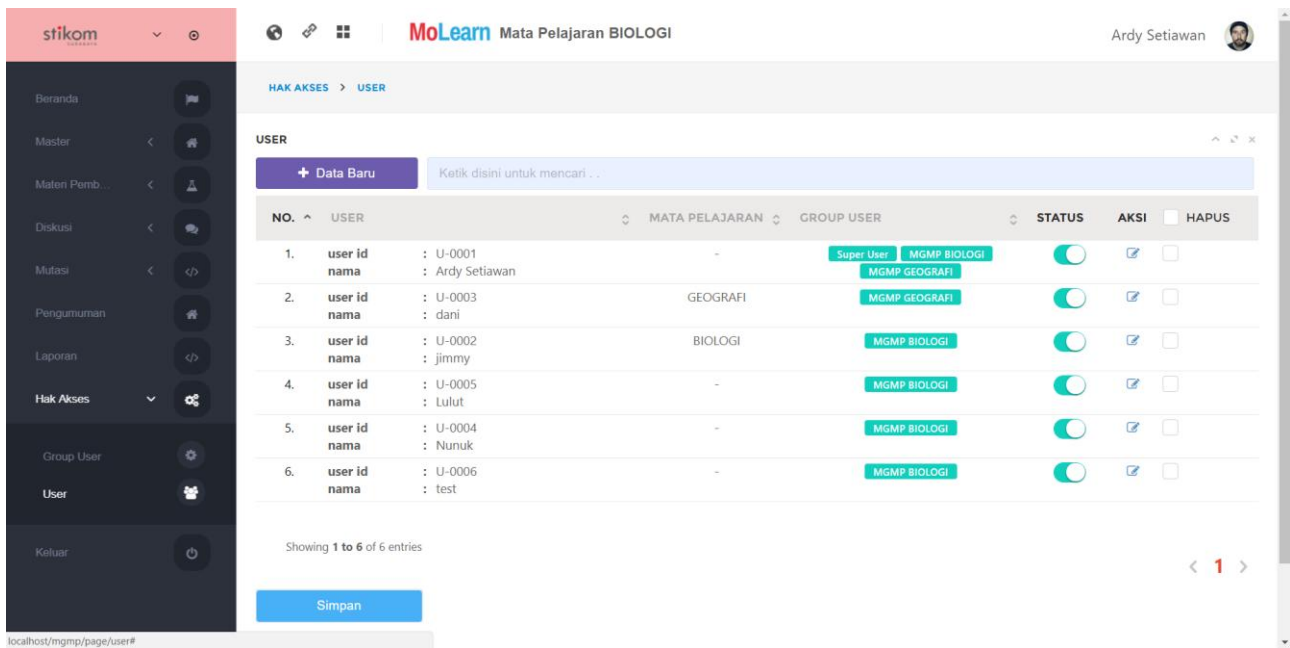 stikom
SURABAYA
MoLearn Mata Pelajaran BIOLOGI
Ardy Setiawan
Beranda
Master
Materi Pemb...
Diskusi
Mutasi
Pengumuman
Laporan
Hak Akses
Group User
User
Keluar
HAK AKSES > USER
USER
+ Data Baru
Ketik disini untuk mencari . .
NO. USER MATA PELAJARAN GROUP USER STATUS AKSI HAPUS
1. user id : U-0001 - Super User MGMP BIOLOGI
nama : Ardy Setiawan MGMP GEOGRAFI
2. user id : U-0003 GEOGRAFI MGMP GEOGRAFI
nama : dani
3. user id : U-0002 BIOLOGI MGMP BIOLOGI
nama : jimmy
4. user id : U-0005 - MGMP BIOLOGI
nama : Lulut
5. user id : U-0004 - MGMP BIOLOGI
nama : Nunuk
6. user id : U-0006 - MGMP BIOLOGI
nama : test
Showing 1 to 6 of 6 entries
< 1 >
Simpan
localhost/mgmp/page/user#